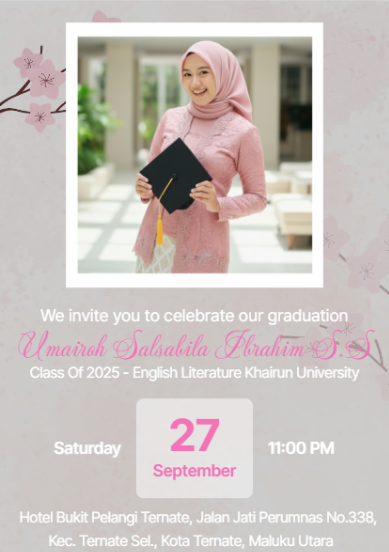 We invite you to celebrate our graduation
Umairoh Salsabila Ibrahim S.S
Class Of 2025 - English Literature Khairun University
Saturday
27
September
11:00 PM
Hotel Bukit Pelangi Ternate, Jalan Jati Perumnas No.338,
Kec. Ternate Sel., Kota Ternate, Maluku Utara